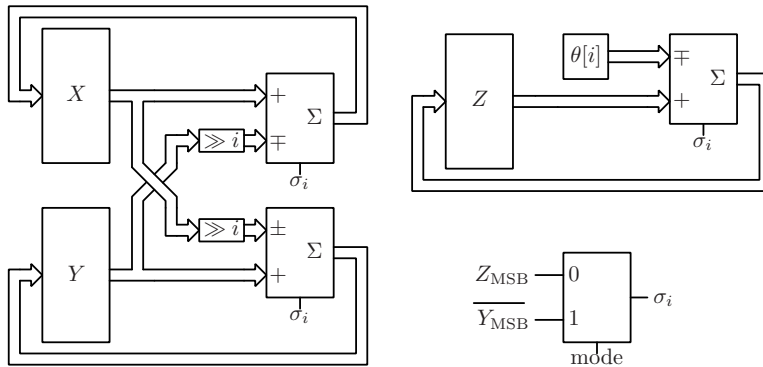 X
+
Σ
≫ i
∓
σ_i
Y
≫ i
±
Σ
+
σ_i
θ[i]
∓
Σ
Z
+
σ_i
Z_MSB
0
σ_i
\overline{Y_MSB}
1
mode